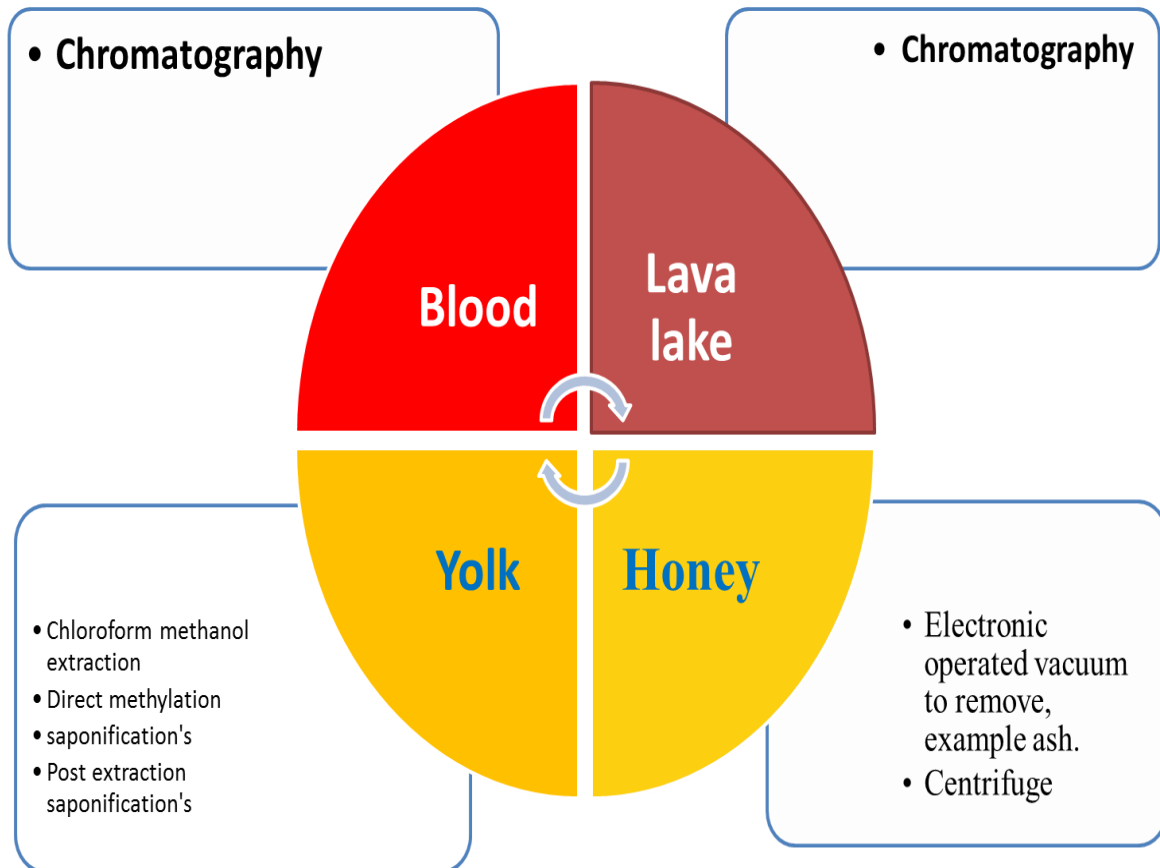 • Chromatography
• Chromatography
Blood
Lava
lake
Yolk
Honey
• Chloroform methanol
extraction
• Direct methylation
• saponification's
• Post extraction
saponification's
• Electronic
operated vacuum
to remove,
example ash.
• Centrifuge